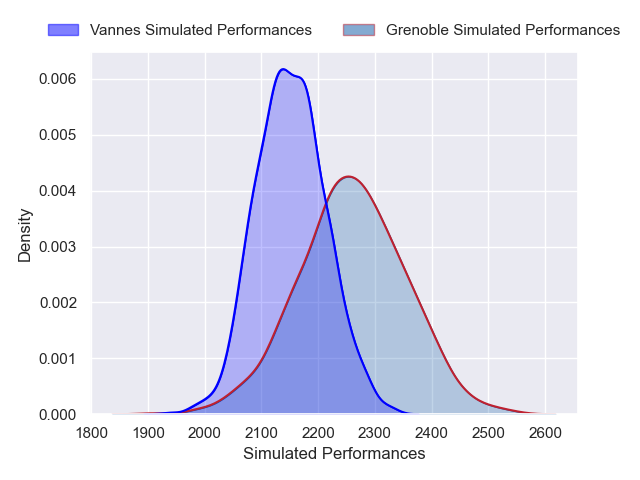 Vannes Simulated Performances Grenoble Simulated Performances
0.006
0.005
0.004
0.003
0.002
0.001
0.000
Density
1800 1900 2000 2100 2200 2300 2400 2500 2600
Simulated Performances